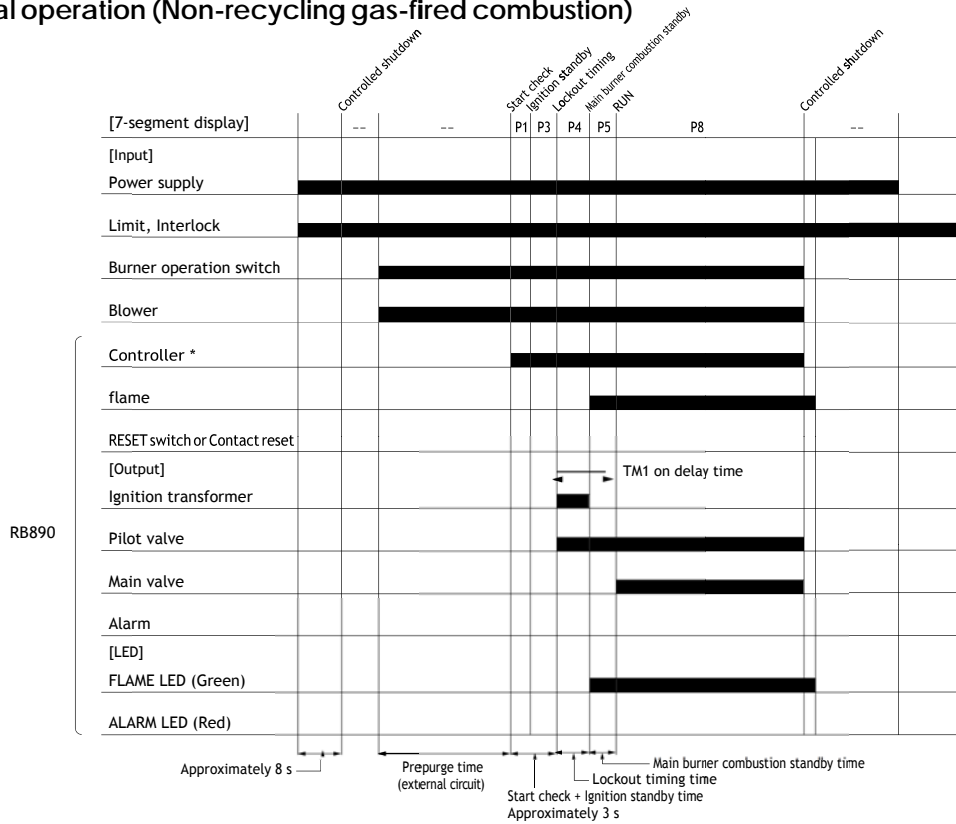 al operation (Non-recycling gas-fired combustion)
Controlled shutdown
Start check
Ignition standby
Lockout timing
Main burner combustion standby
RUN
Controlled shutdown
[7-segment display] -- -- P1 P3 P4 P5 P8 --
[Input]
Power supply
Limit, Interlock
Burner operation switch
Blower
Controller *
flame
RESET switch or Contact reset
[Output]
TM1 on delay time
Ignition transformer
RB890
Pilot valve
Main valve
Alarm
[LED]
FLAME LED (Green)
ALARM LED (Red)
Approximately 8 s
Prepurge time
(external circuit)
Main burner combustion standby time
Lockout timing time
Start check + Ignition standby time
Approximately 3 s